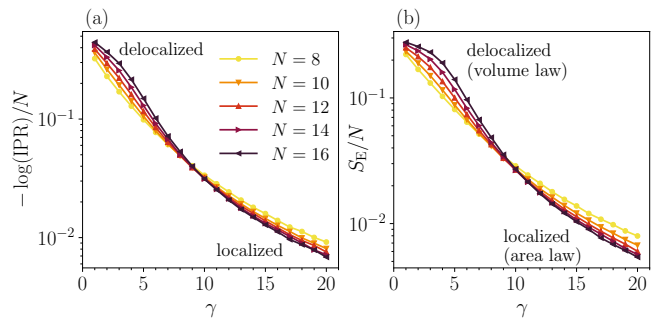 (a)
delocalized
N = 8
N = 10
N = 12
N = 14
N = 16
localized
− log(IPR)/N
10⁻¹
10⁻²
0 5 10 15 20
γ
(b)
delocalized
(volume law)
localized
(area law)
S_E/N
10⁻¹
10⁻²
0 5 10 15 20
γ